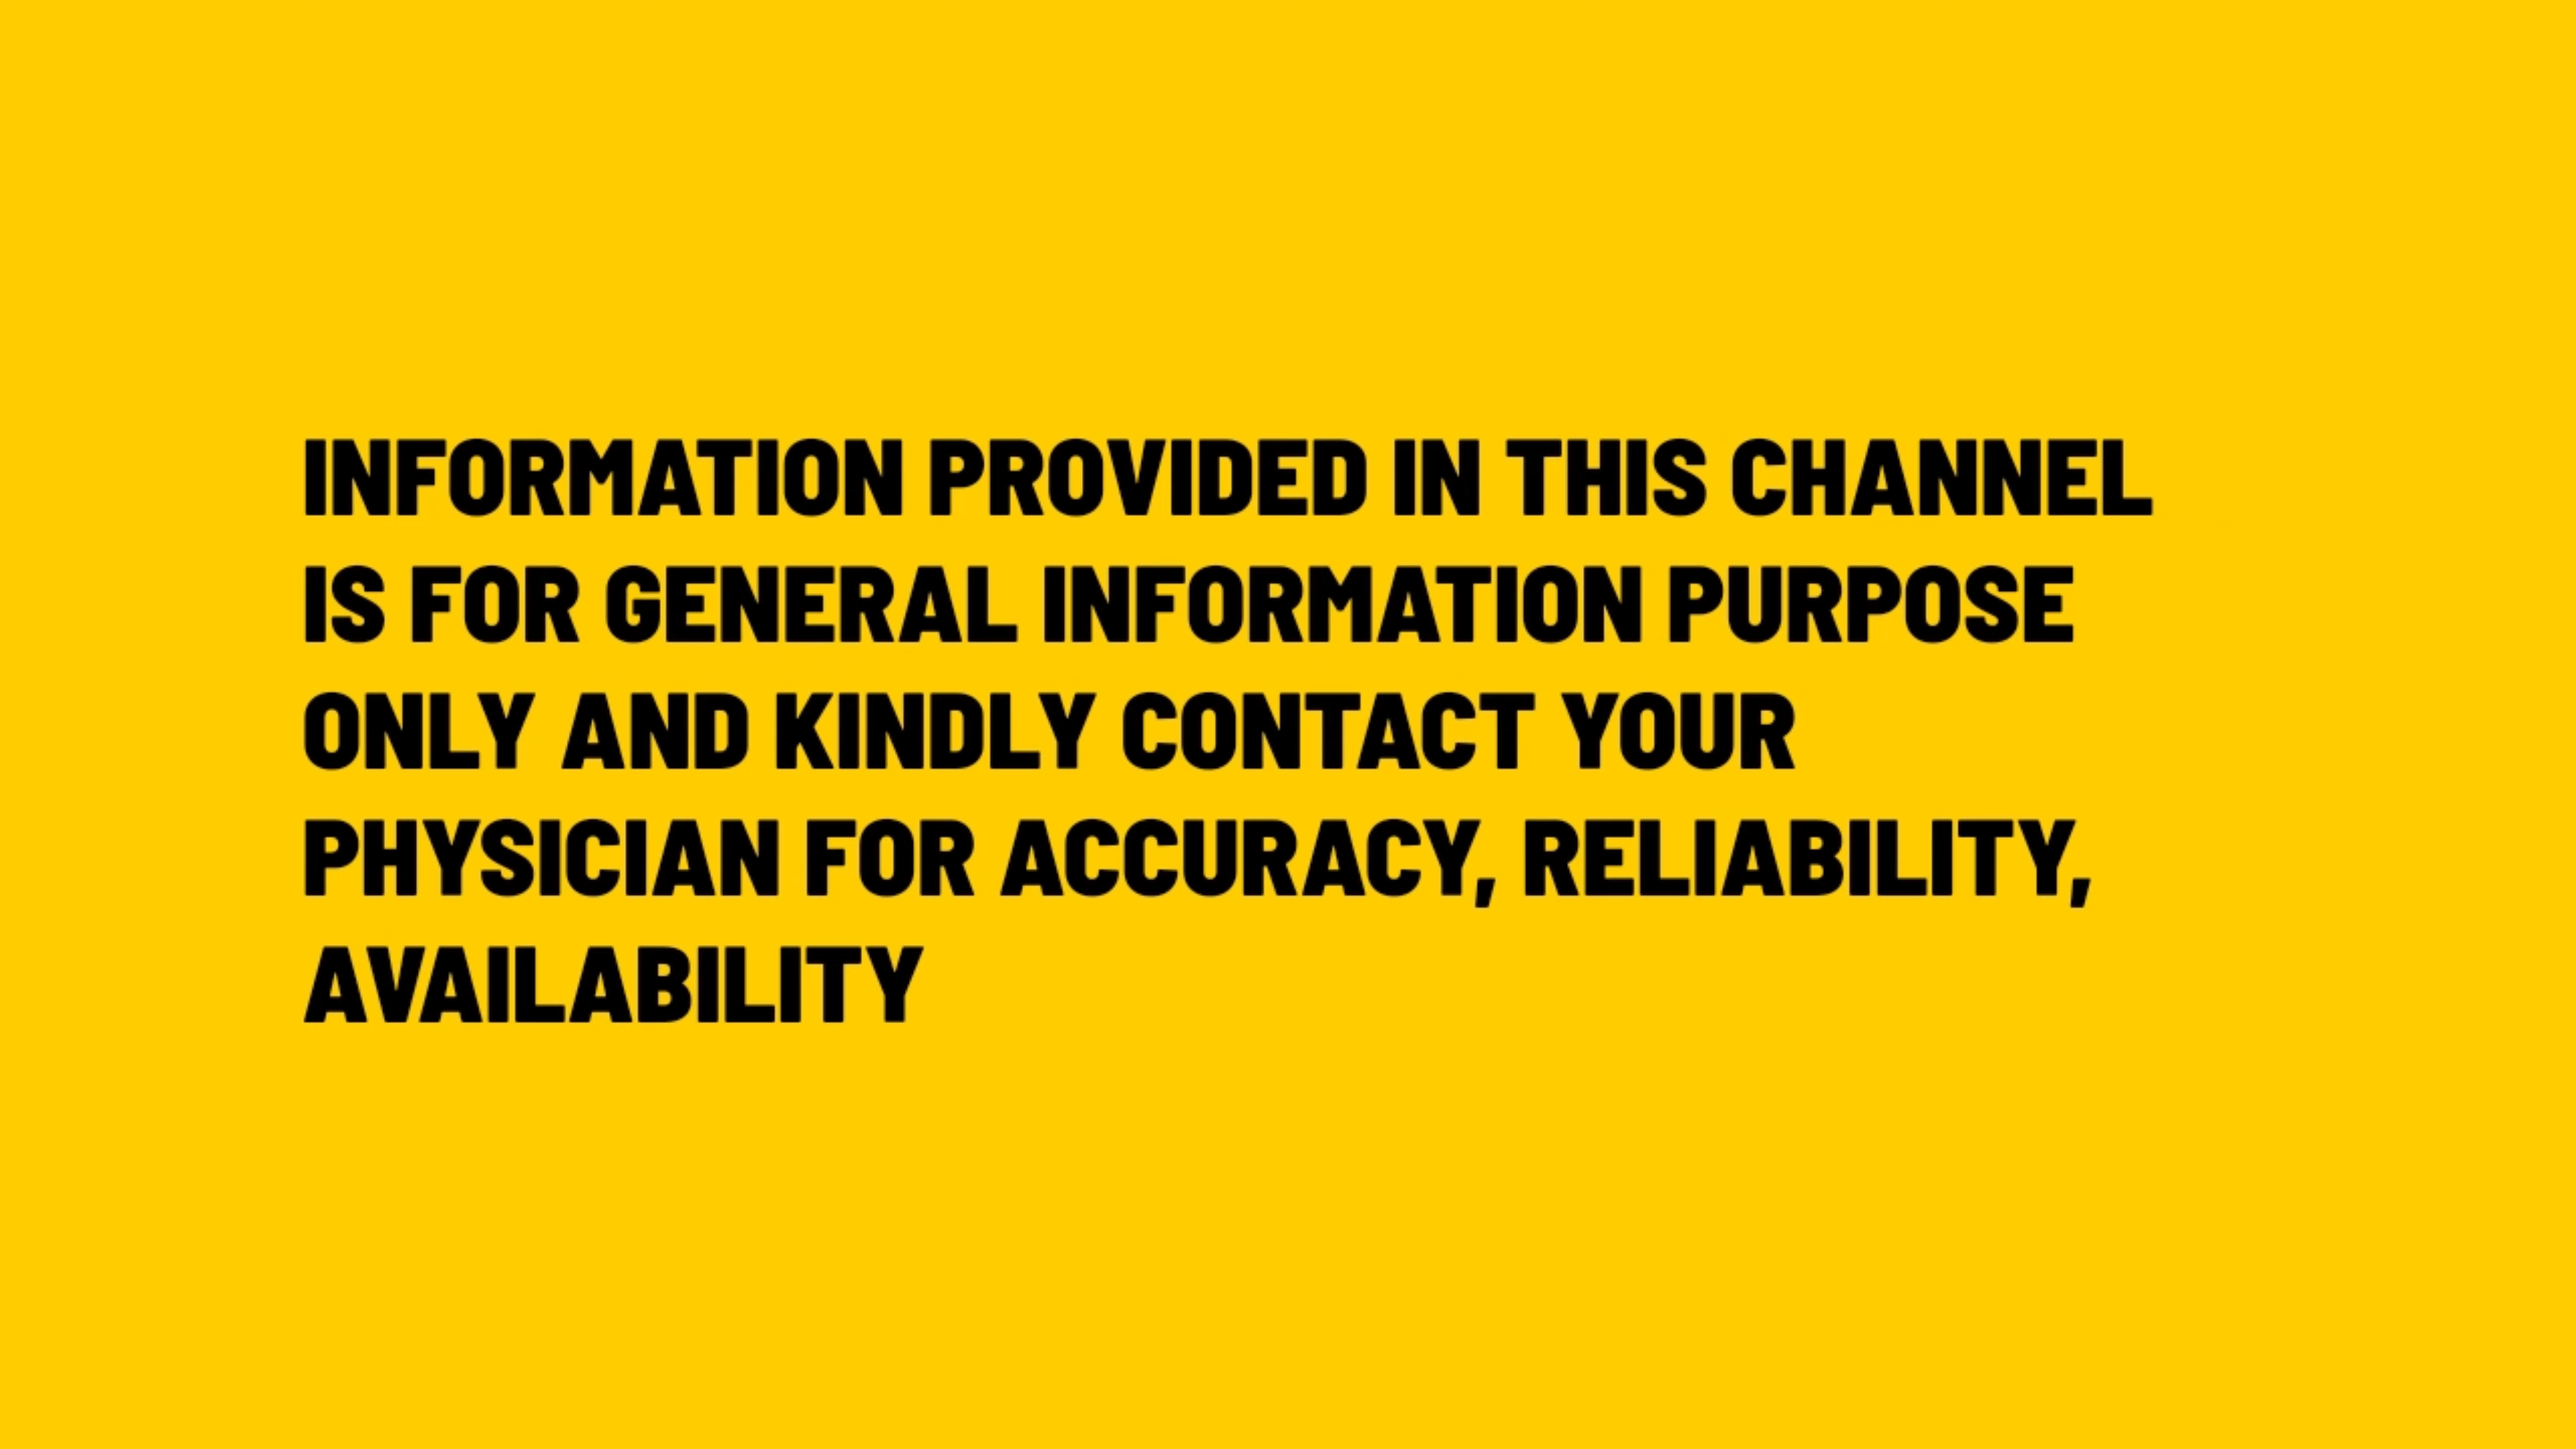 INFORMATION PROVIDED IN THIS CHANNEL
IS FOR GENERAL INFORMATION PURPOSE
ONLY AND KINDLY CONTACT YOUR
PHYSICIAN FOR ACCURACY, RELIABILITY,
AVAILABILITY